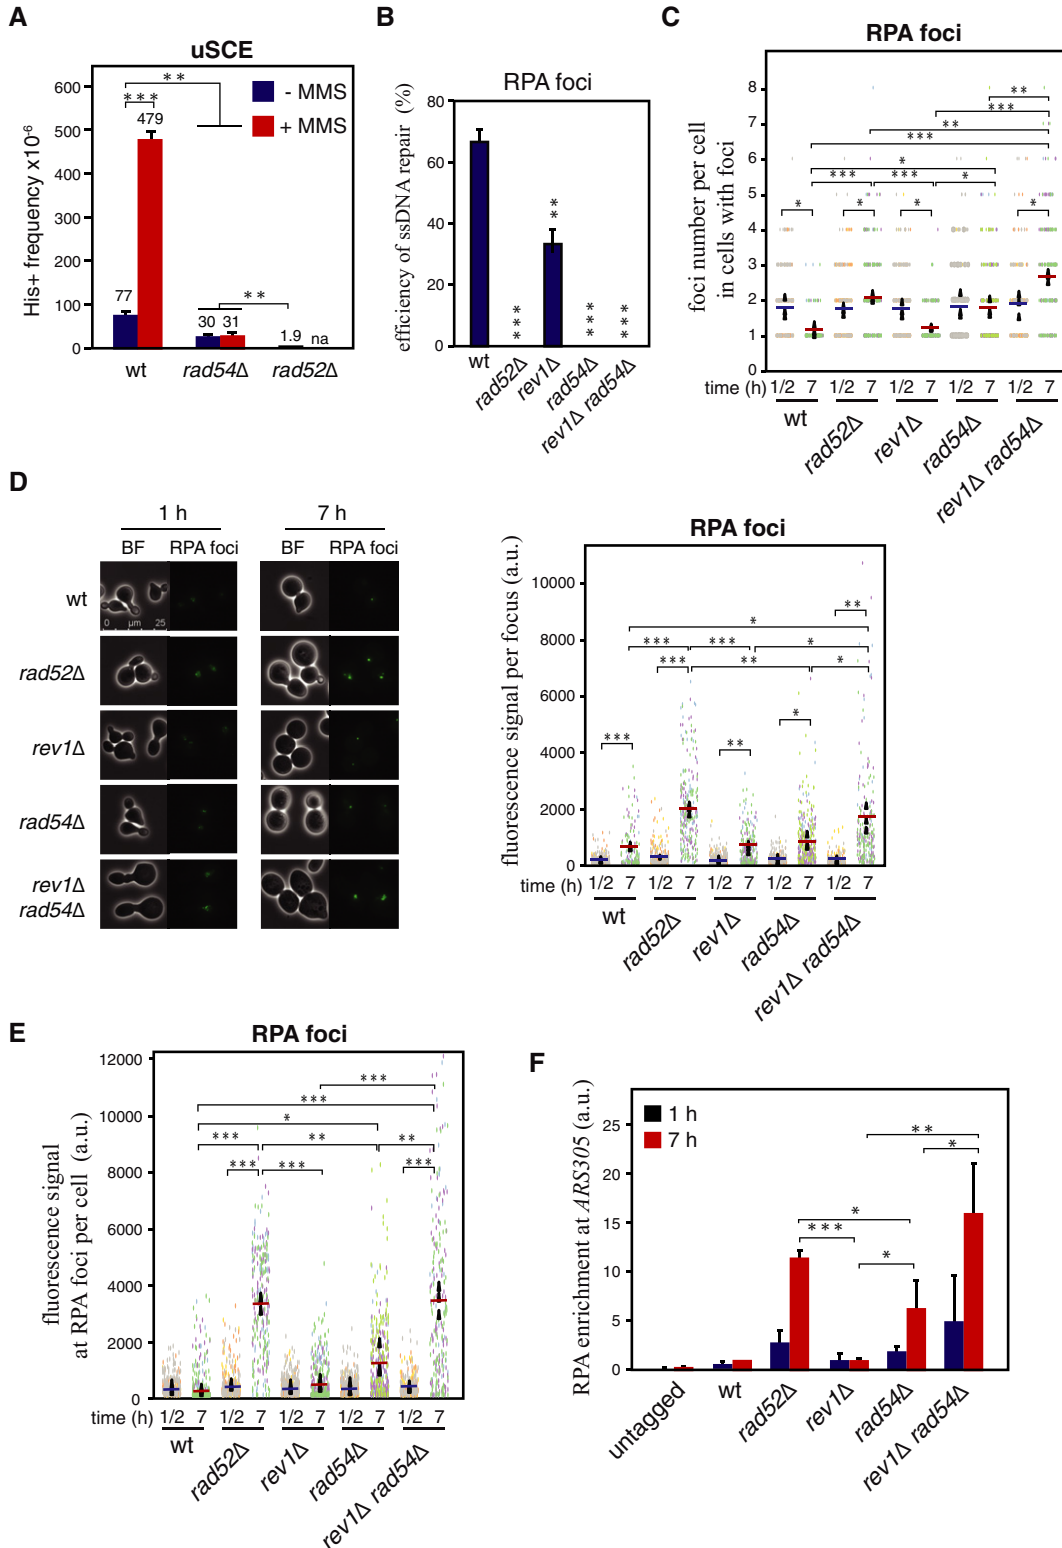 A
uSCE
His+ frequency x10⁻⁶
600
500
400
300
200
100
0
- MMS
+ MMS
**
***
479
77
**
30
31
1.9
na
wt
rad54Δ
rad52Δ
B
RPA foci
efficiency of ssDNA repair (%)
80
60
40
20
0
***
**
***
***
wt
rad52Δ
rev1Δ
rad54Δ
rev1Δ rad54Δ
C
RPA foci
foci number per cell
in cells with foci
8
7
6
5
4
3
2
1
0
**
***
**
***
*
*** *** *
* * * *
time (h) 1/2 7 1/2 7 1/2 7 1/2 7 1/2 7
wt
rad52Δ
rev1Δ
rad54Δ
rev1Δ rad54Δ
D
1 h
7 h
BF RPA foci BF RPA foci
wt
0 µm 25
rad52Δ
rev1Δ
rad54Δ
rev1Δ
rad54Δ
RPA foci
fluorescence signal per focus (a.u.)
10000
8000
6000
4000
2000
0
**
*
*** *** *
*** ** *
*
*** **
time (h) 1/2 7 1/2 7 1/2 7 1/2 7 1/2 7
wt
rad52Δ
rev1Δ
rad54Δ
rev1Δ rad54Δ
E
RPA foci
fluorescence signal
at RPA foci per cell (a.u.)
12000
10000
8000
6000
4000
2000
0
***
***
*
*** ** **
*** *** ***
time (h) 1/2 7 1/2 7 1/2 7 1/2 7 1/2 7
wt
rad52Δ
rev1Δ
rad54Δ
rev1Δ rad54Δ
F
RPA enrichment at ARS305 (a.u.)
25
20
15
10
5
0
1 h
7 h
**
*
*
***
*
untagged
wt
rad52Δ
rev1Δ
rad54Δ
rev1Δ rad54Δ